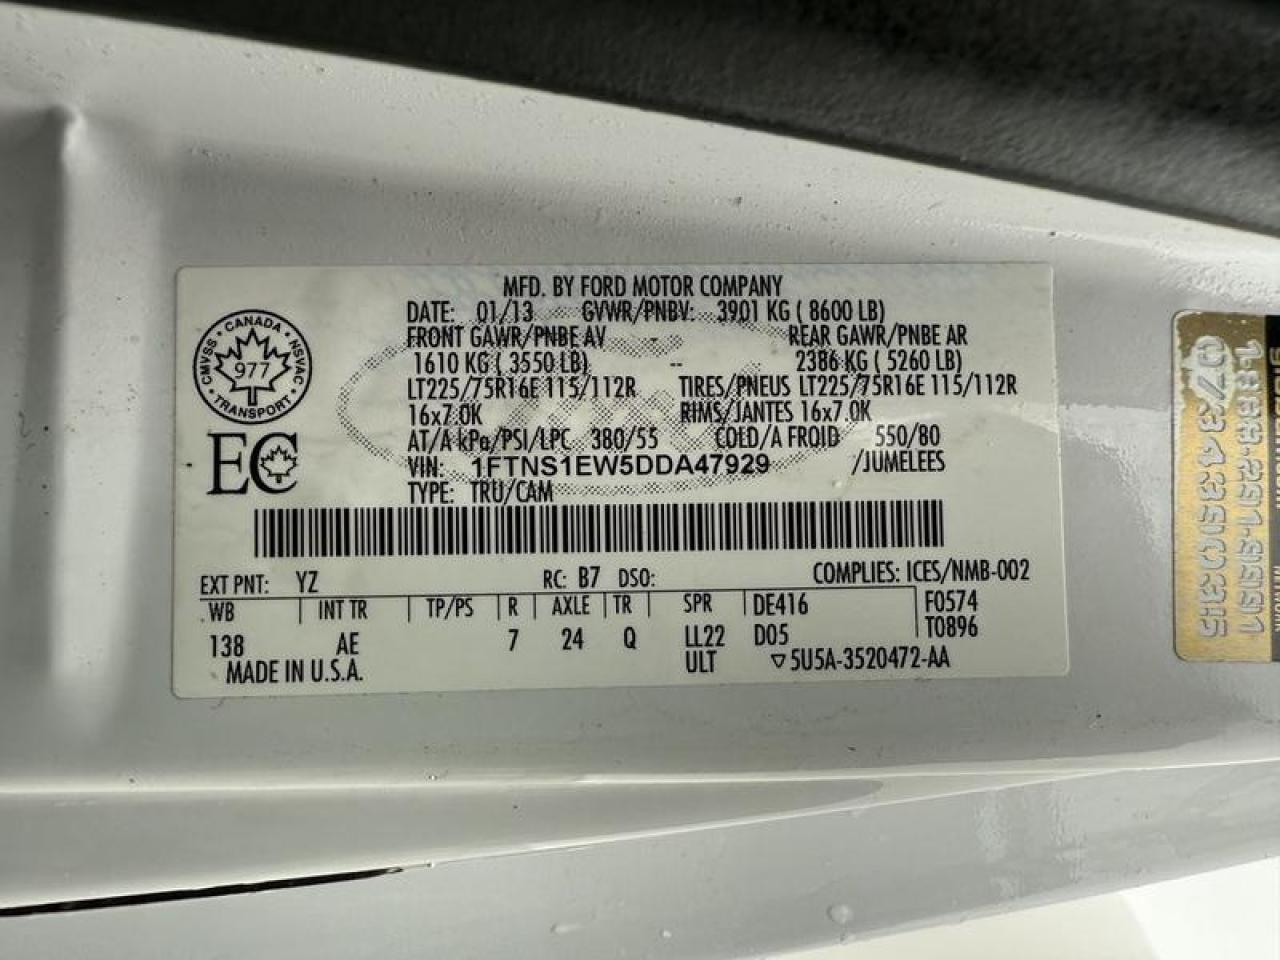 MFD. BY FORD MOTOR COMPANY
DATE: 01/13 GVWR/PNBV: 3901 KG ( 8600 LB)
FRONT GAWR/PNBE AV -- REAR GAWR/PNBE AR
1610 KG ( 3550 LB) -- 2386 KG ( 5260 LB)
LT225/75R16E 115/112R TIRES/PNEUS LT225/75R16E 115/112R
16x7.0K RIMS/JANTES 16x7.0K
AT/A kPa/PSI/LPC 380/55 COLD/A FROID 550/80
VIN: 1FTNS1EW5DDA47929 /JUMELEES
TYPE: TRU/CAM
CANADA
CMVSS · NSVAC
977
TRANSPORT
EC
EXT PNT: YZ RC: B7 DSO: COMPLIES: ICES/NMB-002
WB INT TR TP/PS R AXLE TR SPR DE416 F0574
138 AE 7 24 Q LL22 D05 T0896
MADE IN U.S.A. ULT ▽5U5A-3520472-AA
1-888-291-9991
07343SD0315